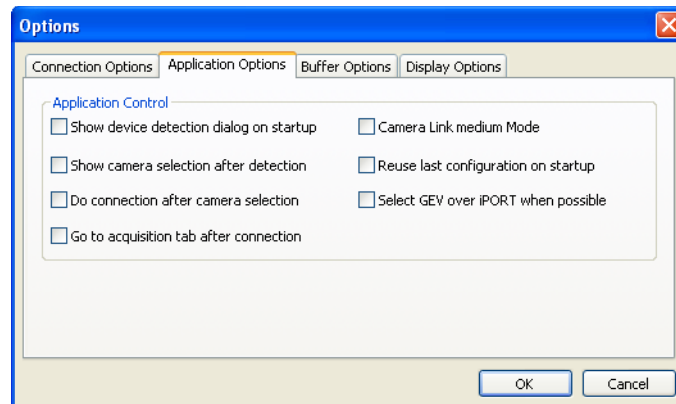 Options
Connection Options Application Options Buffer Options Display Options
Application Control
Show device detection dialog on startup Camera Link medium Mode
Show camera selection after detection Reuse last configuration on startup
Do connection after camera selection Select GEV over iPORT when possible
Go to acquisition tab after connection
OK Cancel